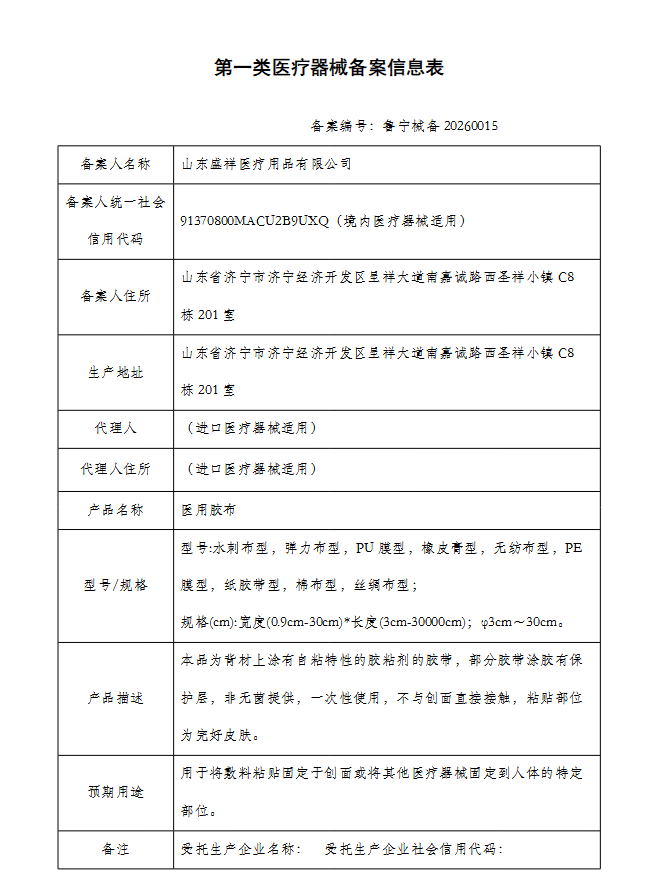 第一类医疗器械备案信息表
备案编号：鲁宁械备 20260015
备案人名称
山东盛祥医疗用品有限公司
备案人统一社会
信用代码
91370800MACU2B9UXQ（境内医疗器械适用）
备案人住所
山东省济宁市济宁经济开发区呈祥大道南嘉诚路西圣祥小镇 C8
栋 201 室
生产地址
山东省济宁市济宁经济开发区呈祥大道南嘉诚路西圣祥小镇 C8
栋 201 室
代理人
（进口医疗器械适用）
代理人住所
（进口医疗器械适用）
产品名称
医用胶布
型号/规格
型号:水刺布型，弹力布型，PU 膜型，橡皮膏型，无纺布型，PE
膜型，纸胶带型，棉布型，丝绸布型；
规格(cm):宽度(0.9cm-30cm)*长度(3cm-30000cm)；φ3cm～30cm。
产品描述
本品为背材上涂有自粘特性的胶粘剂的胶带，部分胶带涂胶有保
护层，非无菌提供，一次性使用，不与创面直接接触，粘贴部位
为完好皮肤。
预期用途
用于将敷料粘贴固定于创面或将其他医疗器械固定到人体的特定
部位。
备注
受托生产企业名称： 受托生产企业社会信用代码：